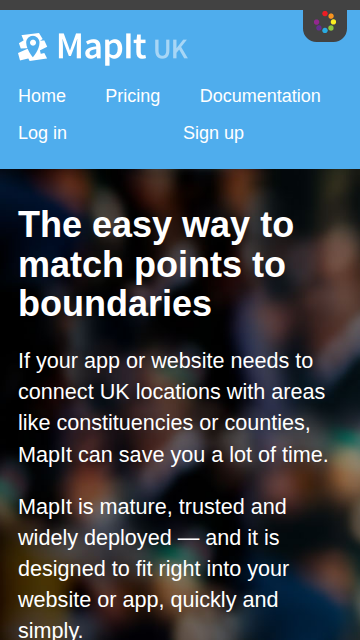 MapIt UK
Home Pricing Documentation
Log in Sign up
The easy way to
match points to
boundaries
If your app or website needs to
connect UK locations with areas
like constituencies or counties,
MapIt can save you a lot of time.
MapIt is mature, trusted and
widely deployed — and it is
designed to fit right into your
website or app, quickly and
simply.